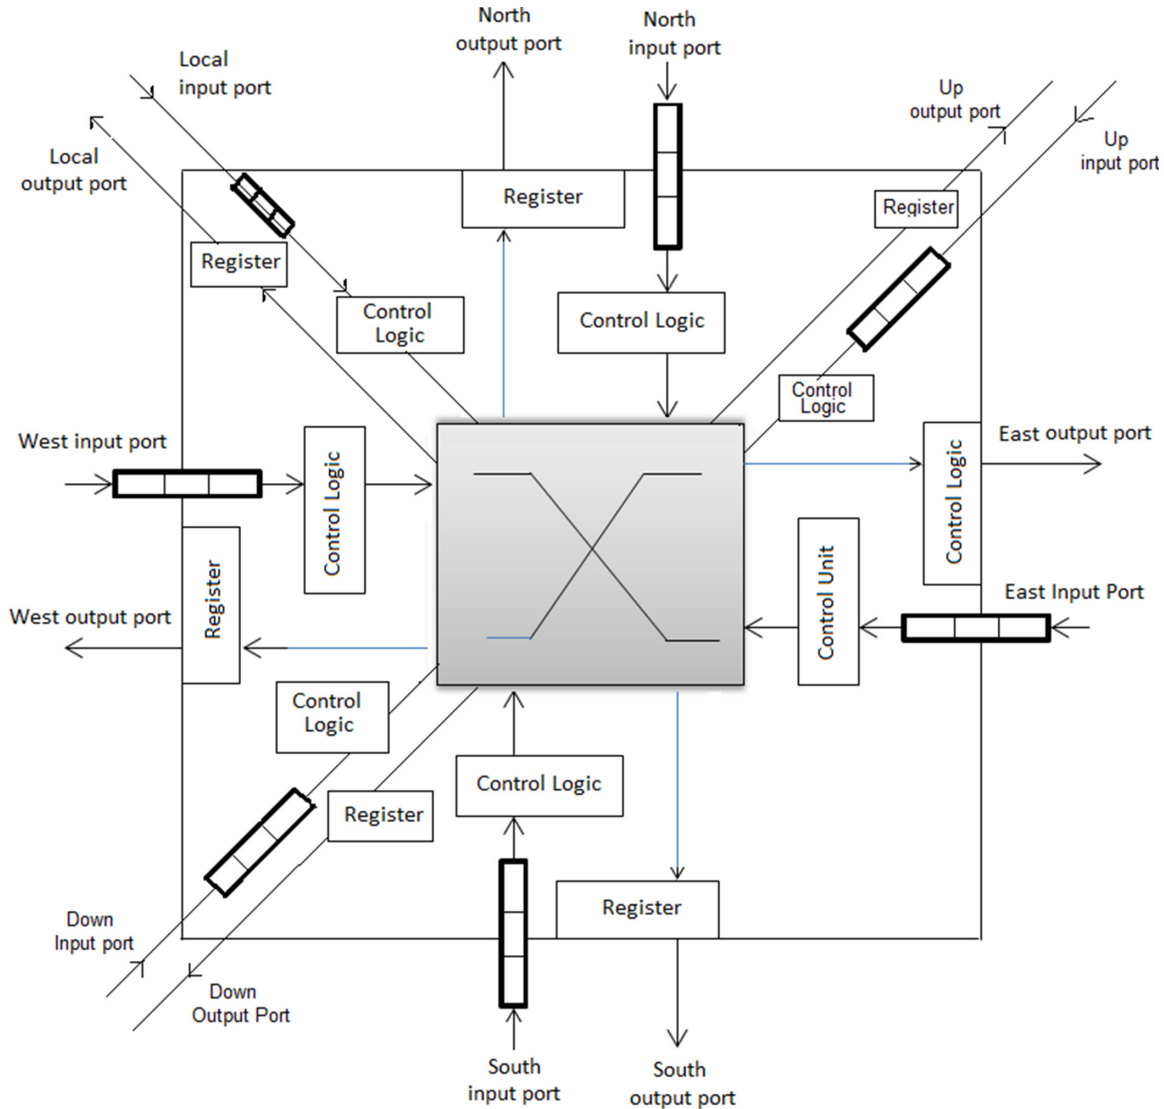 North
output port
North
input port
Local
input port
Up
output port
Up
input port
Local
output port
Register
Register
Register
Control
Logic
Control Logic
Control
Logic
West input port
East output port
Control Logic
Control Logic
Control Unit
East Input Port
West output port
Register
Control
Logic
Control Logic
Register
Register
Down
Input port
Down
Output Port
South
input port
South
output port